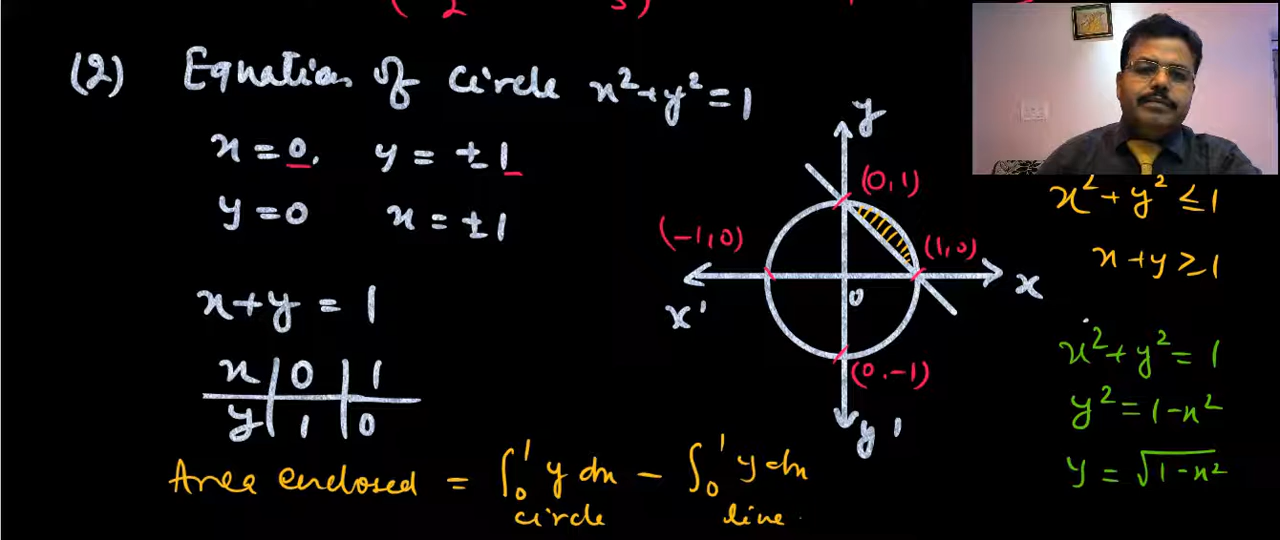 (2) Equation of Circle x²+y²=1
x = 0, y = ±1
y = 0 x = ±1
x+y = 1
x | 0 | 1
y | 1 | 0
y
(0,1)
(-1,0)
(1,0)
x'
0
x
(0,-1)
y'
x²+y² ≤ 1
x+y ≥ 1
x²+y² = 1
y² = 1-x²
y = √1-x²
Area enclosed = ∫₀¹ y dx - ∫₀¹ y dx
circle line.